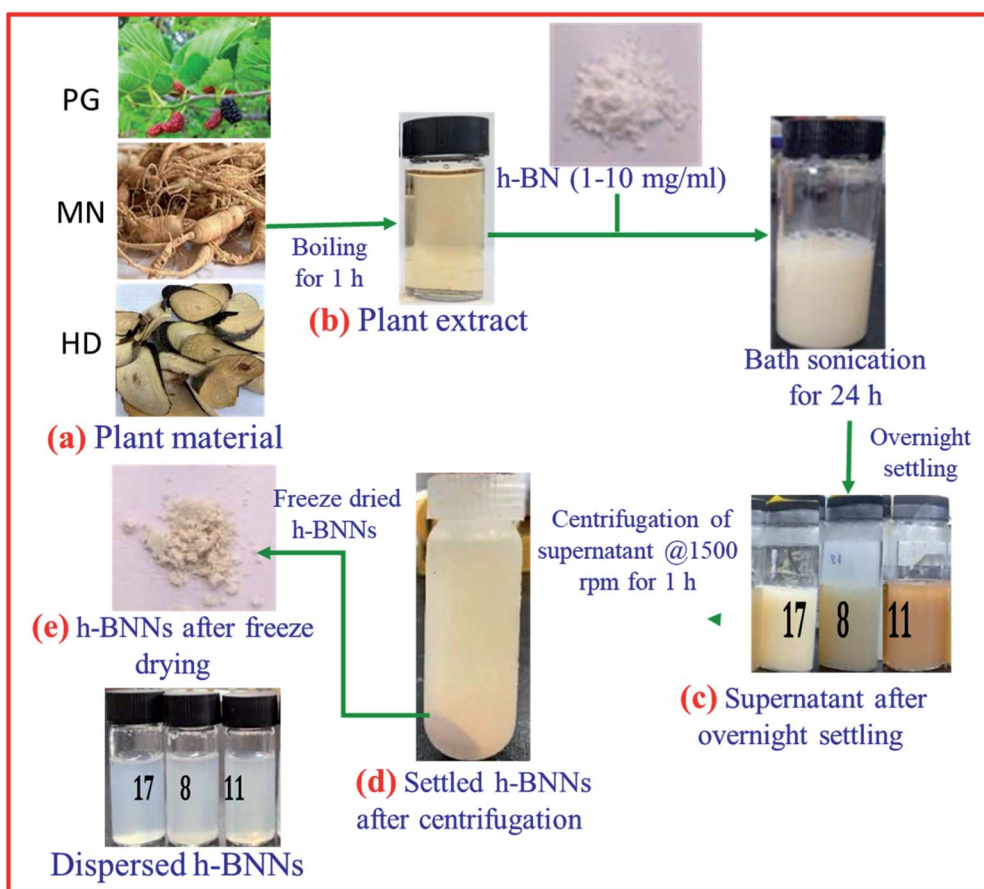 PG
MN
HD
(a) Plant material
Boiling
for 1 h
(b) Plant extract
h-BN (1-10 mg/ml)
Bath sonication
for 24 h
Overnight
settling
17 8 11
(c) Supernatant after
overnight settling
Centrifugation of
supernatant @1500
rpm for 1 h
(d) Settled h-BNNs
after centrifugation
Freeze dried
h-BNNs
(e) h-BNNs after freeze
drying
17 8 11
Dispersed h-BNNs